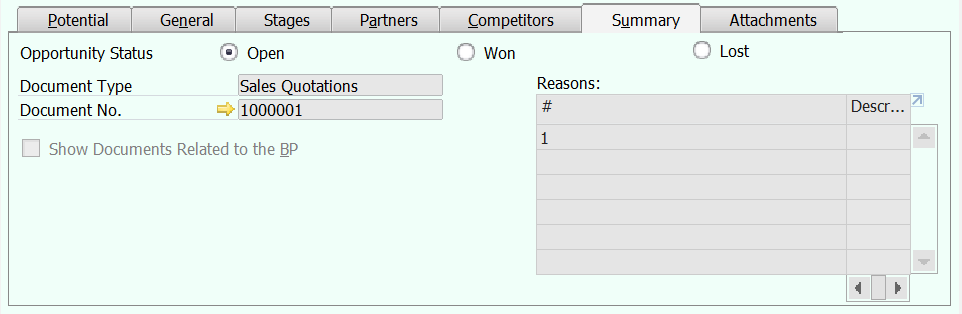 Potential General Stages Partners Competitors Summary Attachments
Opportunity Status Open Won Lost
Document Type Sales Quotations Reasons:
Document No. 1000001 # Descr...
1
Show Documents Related to the BP